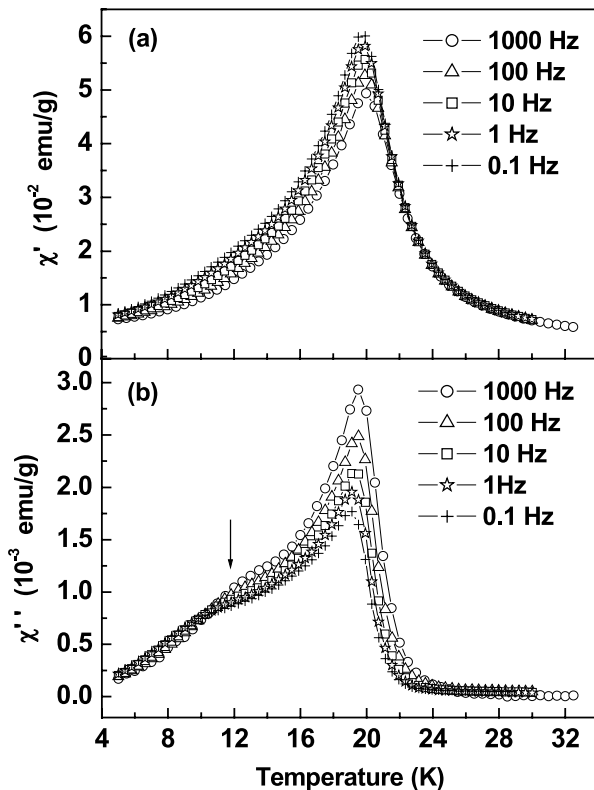 (a)
1000 Hz
100 Hz
10 Hz
1 Hz
0.1 Hz
6
5
4
3
2
1
0
χ' (10⁻² emu/g)
(b)
1000 Hz
100 Hz
10 Hz
1Hz
0.1 Hz
3.0
2.5
2.0
1.5
1.0
0.5
0.0
χ'' (10⁻³ emu/g)
4 8 12 16 20 24 28 32
Temperature (K)